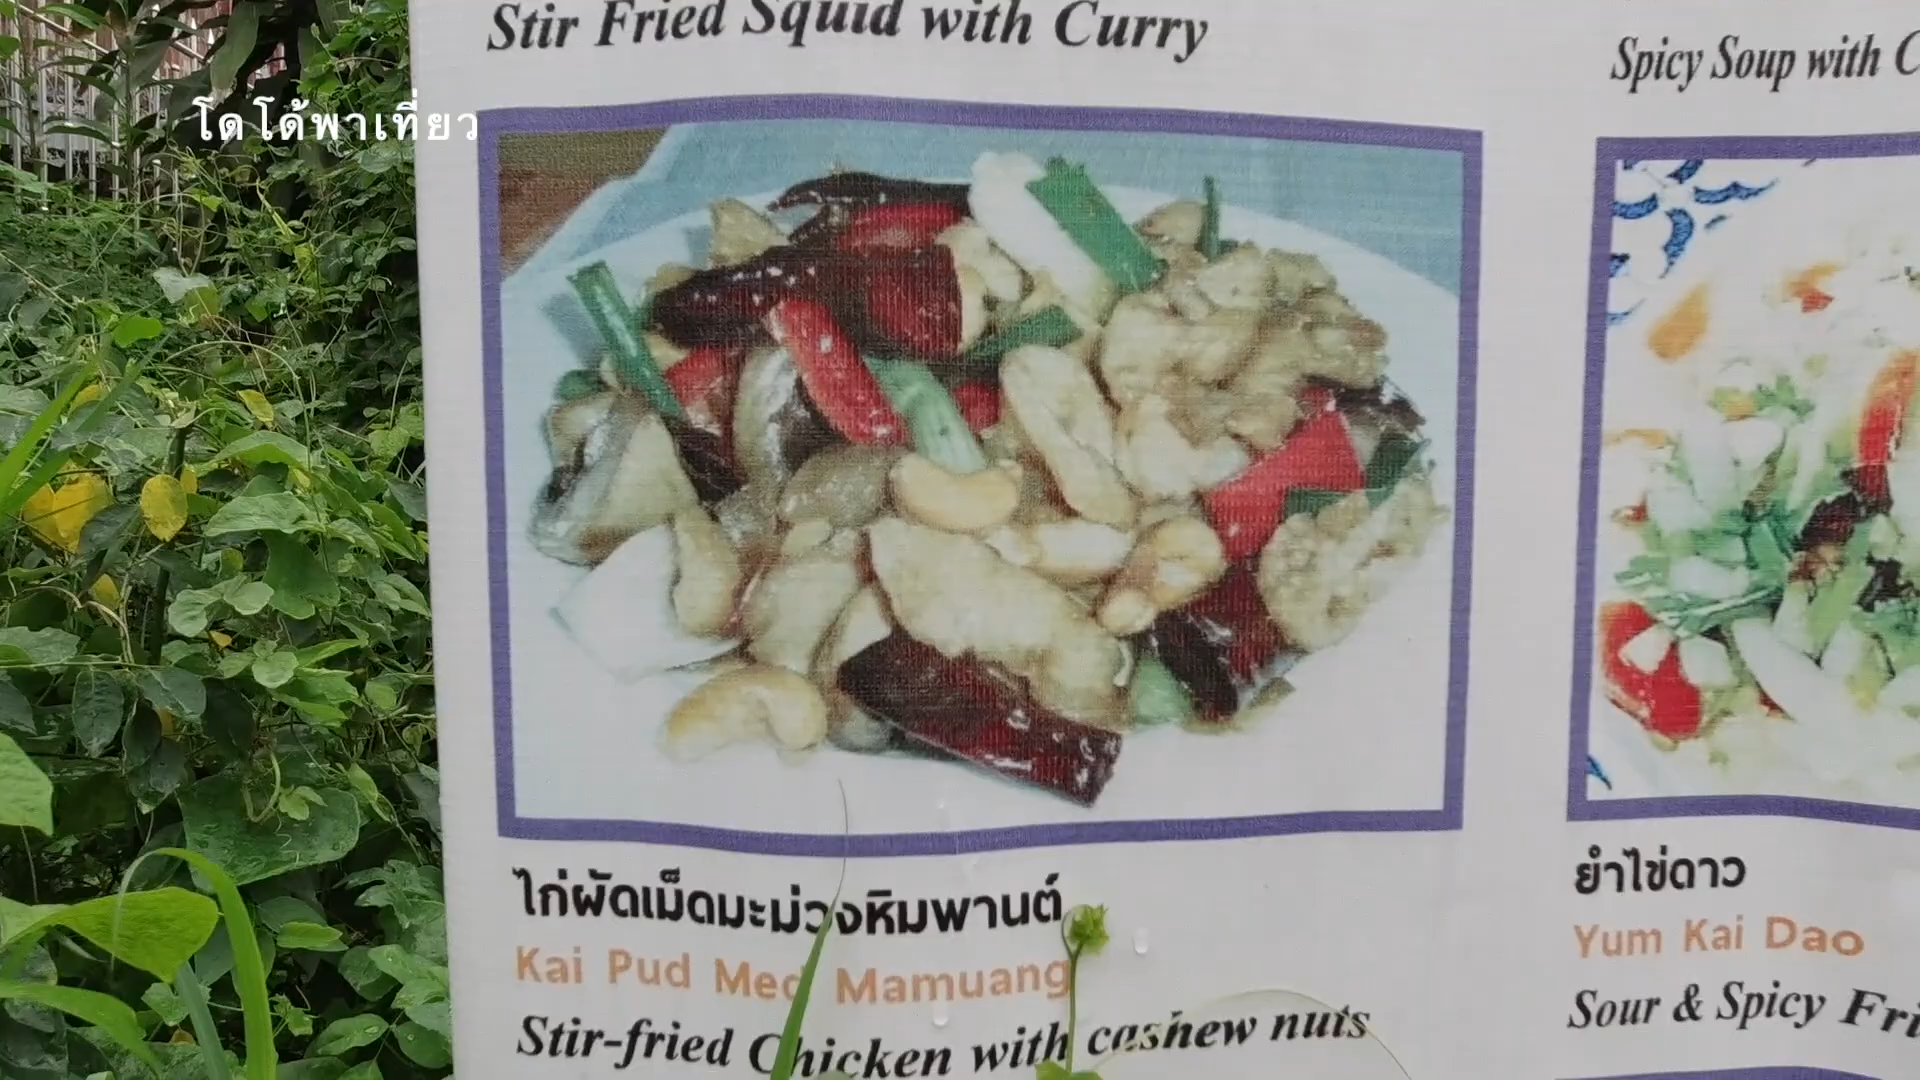 Stir Fried Squid with Curry
Spicy Soup with
โดโด้พาเที่ยว
ไก่ผัดเม็ดมะม่วงหิมพานต์
Kai Pud Med Mamuang
Stir-fried Chicken with cashew nuts
ยำไข่ดาว
Yum Kai Dao
Sour & Spicy